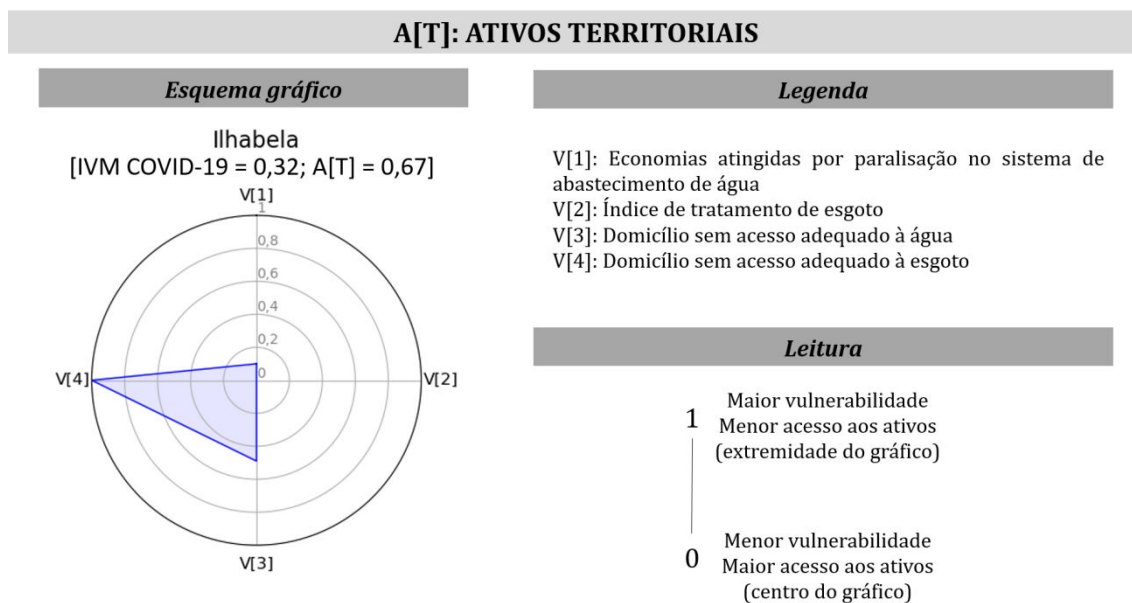 A[T]: ATIVOS TERRITORIAIS
Esquema gráfico
Ilhabela
[IVM COVID-19 = 0,32; A[T] = 0,67]
V[1]
1
0,8
0,6
0,4
0,2
0
V[4]
V[2]
V[3]
Legenda
V[1]: Economias atingidas por paralisação no sistema de
abastecimento de água
V[2]: Índice de tratamento de esgoto
V[3]: Domicílio sem acesso adequado à água
V[4]: Domicílio sem acesso adequado à esgoto
Leitura
1
Maior vulnerabilidade
Menor acesso aos ativos
(extremidade do gráfico)
0
Menor vulnerabilidade
Maior acesso aos ativos
(centro do gráfico)